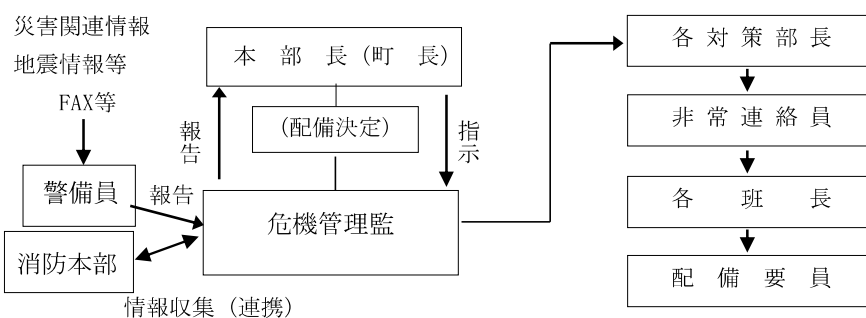 災害関連情報
地震情報等
FAX等
警備員
消防本部
報告
情報収集（連携）
本部長（町長）
（配備決定）
報告
指示
危機管理監
各対策部長
非常連絡員
各班長
配備要員